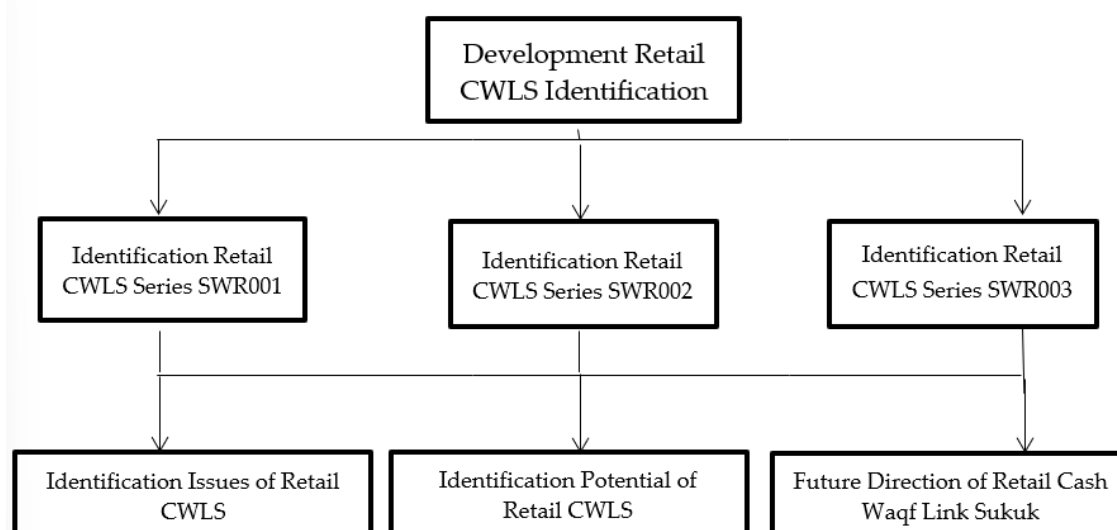 Development Retail
CWLS Identification
Identification Retail
CWLS Series SWR001
Identification Retail
CWLS Series SWR002
Identification Retail
CWLS Series SWR003
Identification Issues of Retail
CWLS
Identification Potential of
Retail CWLS
Future Direction of Retail Cash
Waqf Link Sukuk